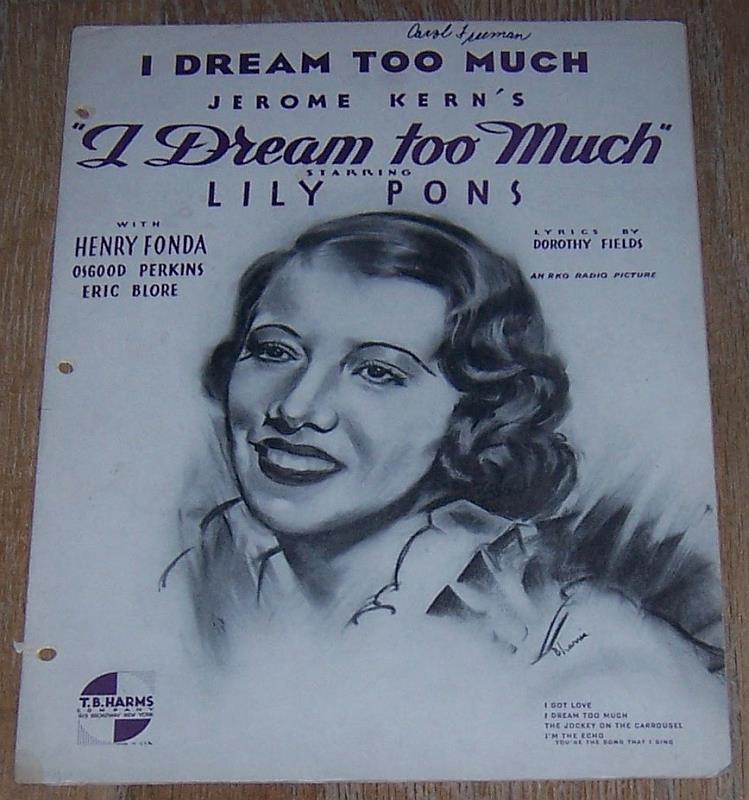 Carol Freeman
I DREAM TOO MUCH
JEROME KERN'S
"I Dream too Much"
STARRING
LILY PONS
WITH
HENRY FONDA
OSGOOD PERKINS
ERIC BLORE
LYRICS BY
DOROTHY FIELDS
AN RKO RADIO PICTURE
T.B. HARMS
COMPANY
I GOT LOVE
I DREAM TOO MUCH
THE JOCKEY ON THE CARROUSEL
I'M THE ECHO
YOU'RE THE SONG THAT I SING